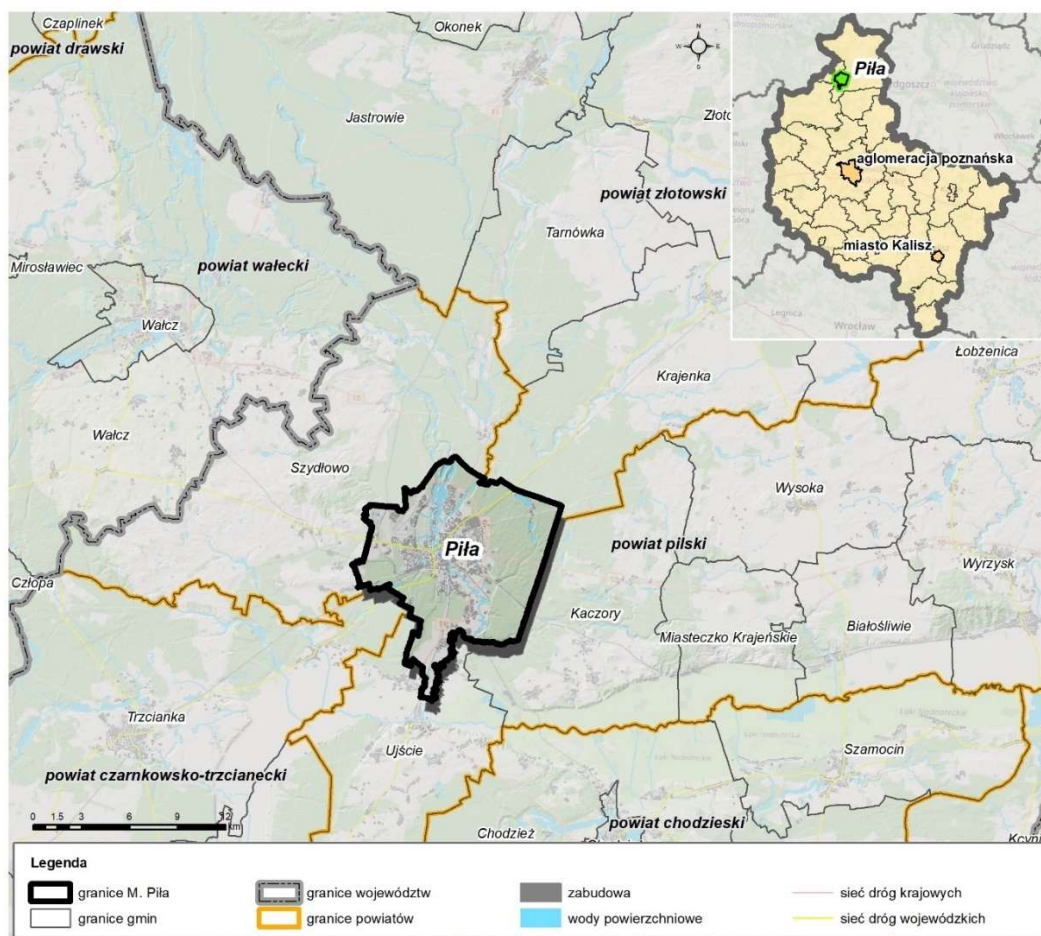 Czaplinek
powiat drawski
Okonek
N
W
E
S
Jastrowie
Złoto
powiat złotowski
Tarnówka
Mirosławiec
powiat wałecki
Wałcz
Krajenka
Łobżenica
Wałcz
Szydłowo
Wysoka
Piła
powiat pilski
Wyrzysk
Człopa
Kaczory
Miasteczko Krajeńskie
Białośliwie
Trzcianka
Ujście
Szamocin
powiat czarnkowsko-trzcianecki
0 1.5 3 6 9 12
km
Chodzież
powiat chodzieski
Kcynia
Piła
aglomeracja poznańska
miasto Kalisz
Grudziądz
Włocławek
Legnica
Wrocław
Legenda
granice M. Piła
granice województw
zabudowa
sieć dróg krajowych
granice gmin
granice powiatów
wody powierzchniowe
sieć dróg wojewódzkich